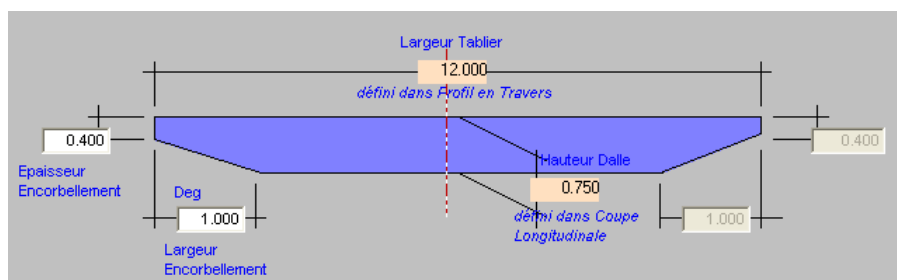 Largeur Tablier
12.000
défini dans Profil en Travers
0.400
0.400
Epaisseur
Encorbellement
Hauteur Dalle
Deg
0.750
1.000
défini dans Coupe
1.000
Longitudinale
Largeur
Encorbellement